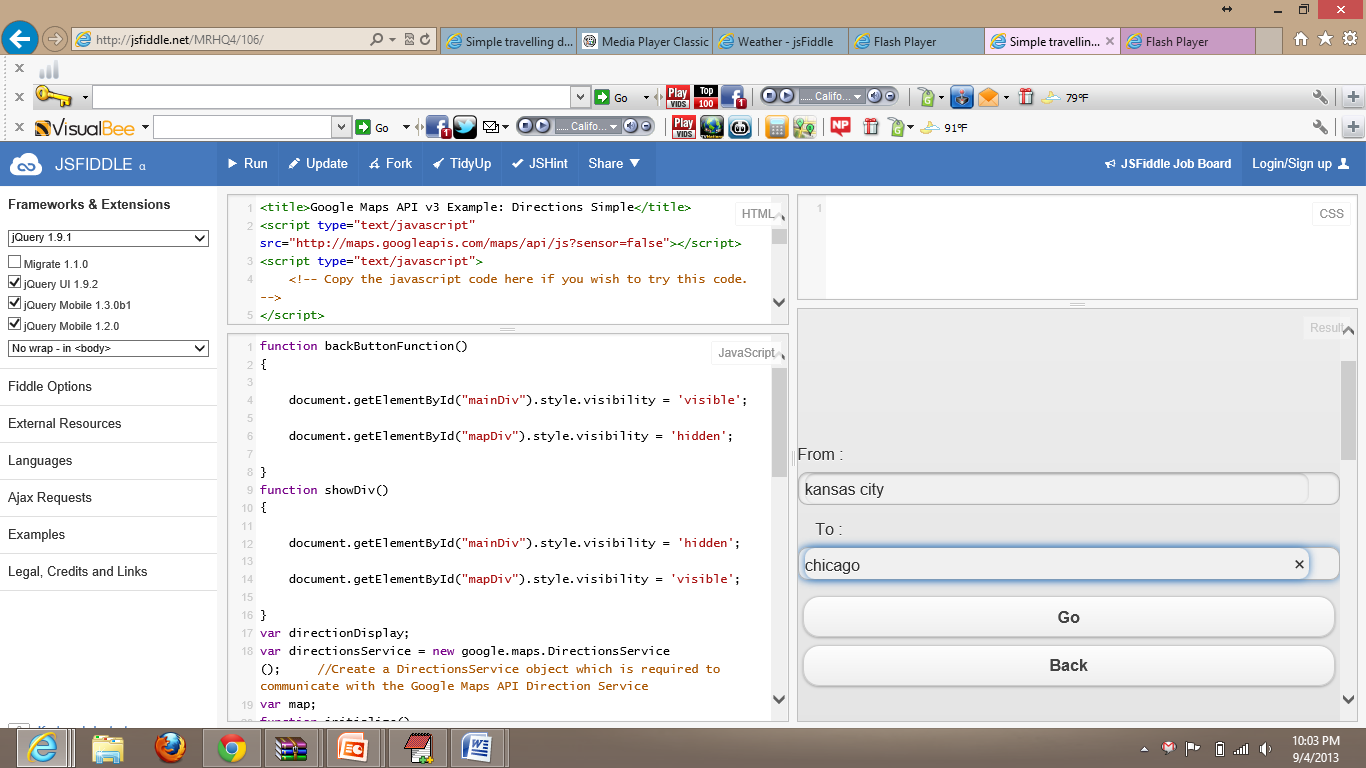 http://jsfiddle.net/MRHQ4/106/
Simple travelling d...
Media Player Classic
Weather - jsFiddle
Flash Player
Simple travellin...
Flash Player
Go
Play VIDS
Top 100
1
..... Califo...
79°F
VisualBee
Go
1
Play VIDS
..... Califo...
NP
91°F
JSFIDDLE α
Run
Update
Fork
TidyUp
JSHint
Share
JSFiddle Job Board
Login/Sign up
Frameworks & Extensions
jQuery 1.9.1
Migrate 1.1.0
jQuery UI 1.9.2
jQuery Mobile 1.3.0b1
jQuery Mobile 1.2.0
No wrap - in <body>
Fiddle Options
External Resources
Languages
Ajax Requests
Examples
Legal, Credits and Links
HTML
1 <title>Google Maps API v3 Example: Directions Simple</title>
2 <script type="text/javascript"
src="http://maps.googleapis.com/maps/api/js?sensor=false"></script>
3 <script type="text/javascript">
4 <!-- Copy the javascript code here if you wish to try this code.
-->
5 </script>
JavaScript
1 function backButtonFunction()
2 {
3
4 document.getElementById("mainDiv").style.visibility = 'visible';
5
6 document.getElementById("mapDiv").style.visibility = 'hidden';
7
8 }
9 function showDiv()
10 {
11
12 document.getElementById("mainDiv").style.visibility = 'hidden';
13
14 document.getElementById("mapDiv").style.visibility = 'visible';
15
16 }
17 var directionDisplay;
18 var directionsService = new google.maps.DirectionsService
(); //Create a DirectionsService object which is required to
communicate with the Google Maps API Direction Service
19 var map;
function initialize()
1
CSS
Result
From :
kansas city
To :
chicago
Go
Back
10:03 PM
9/4/2013